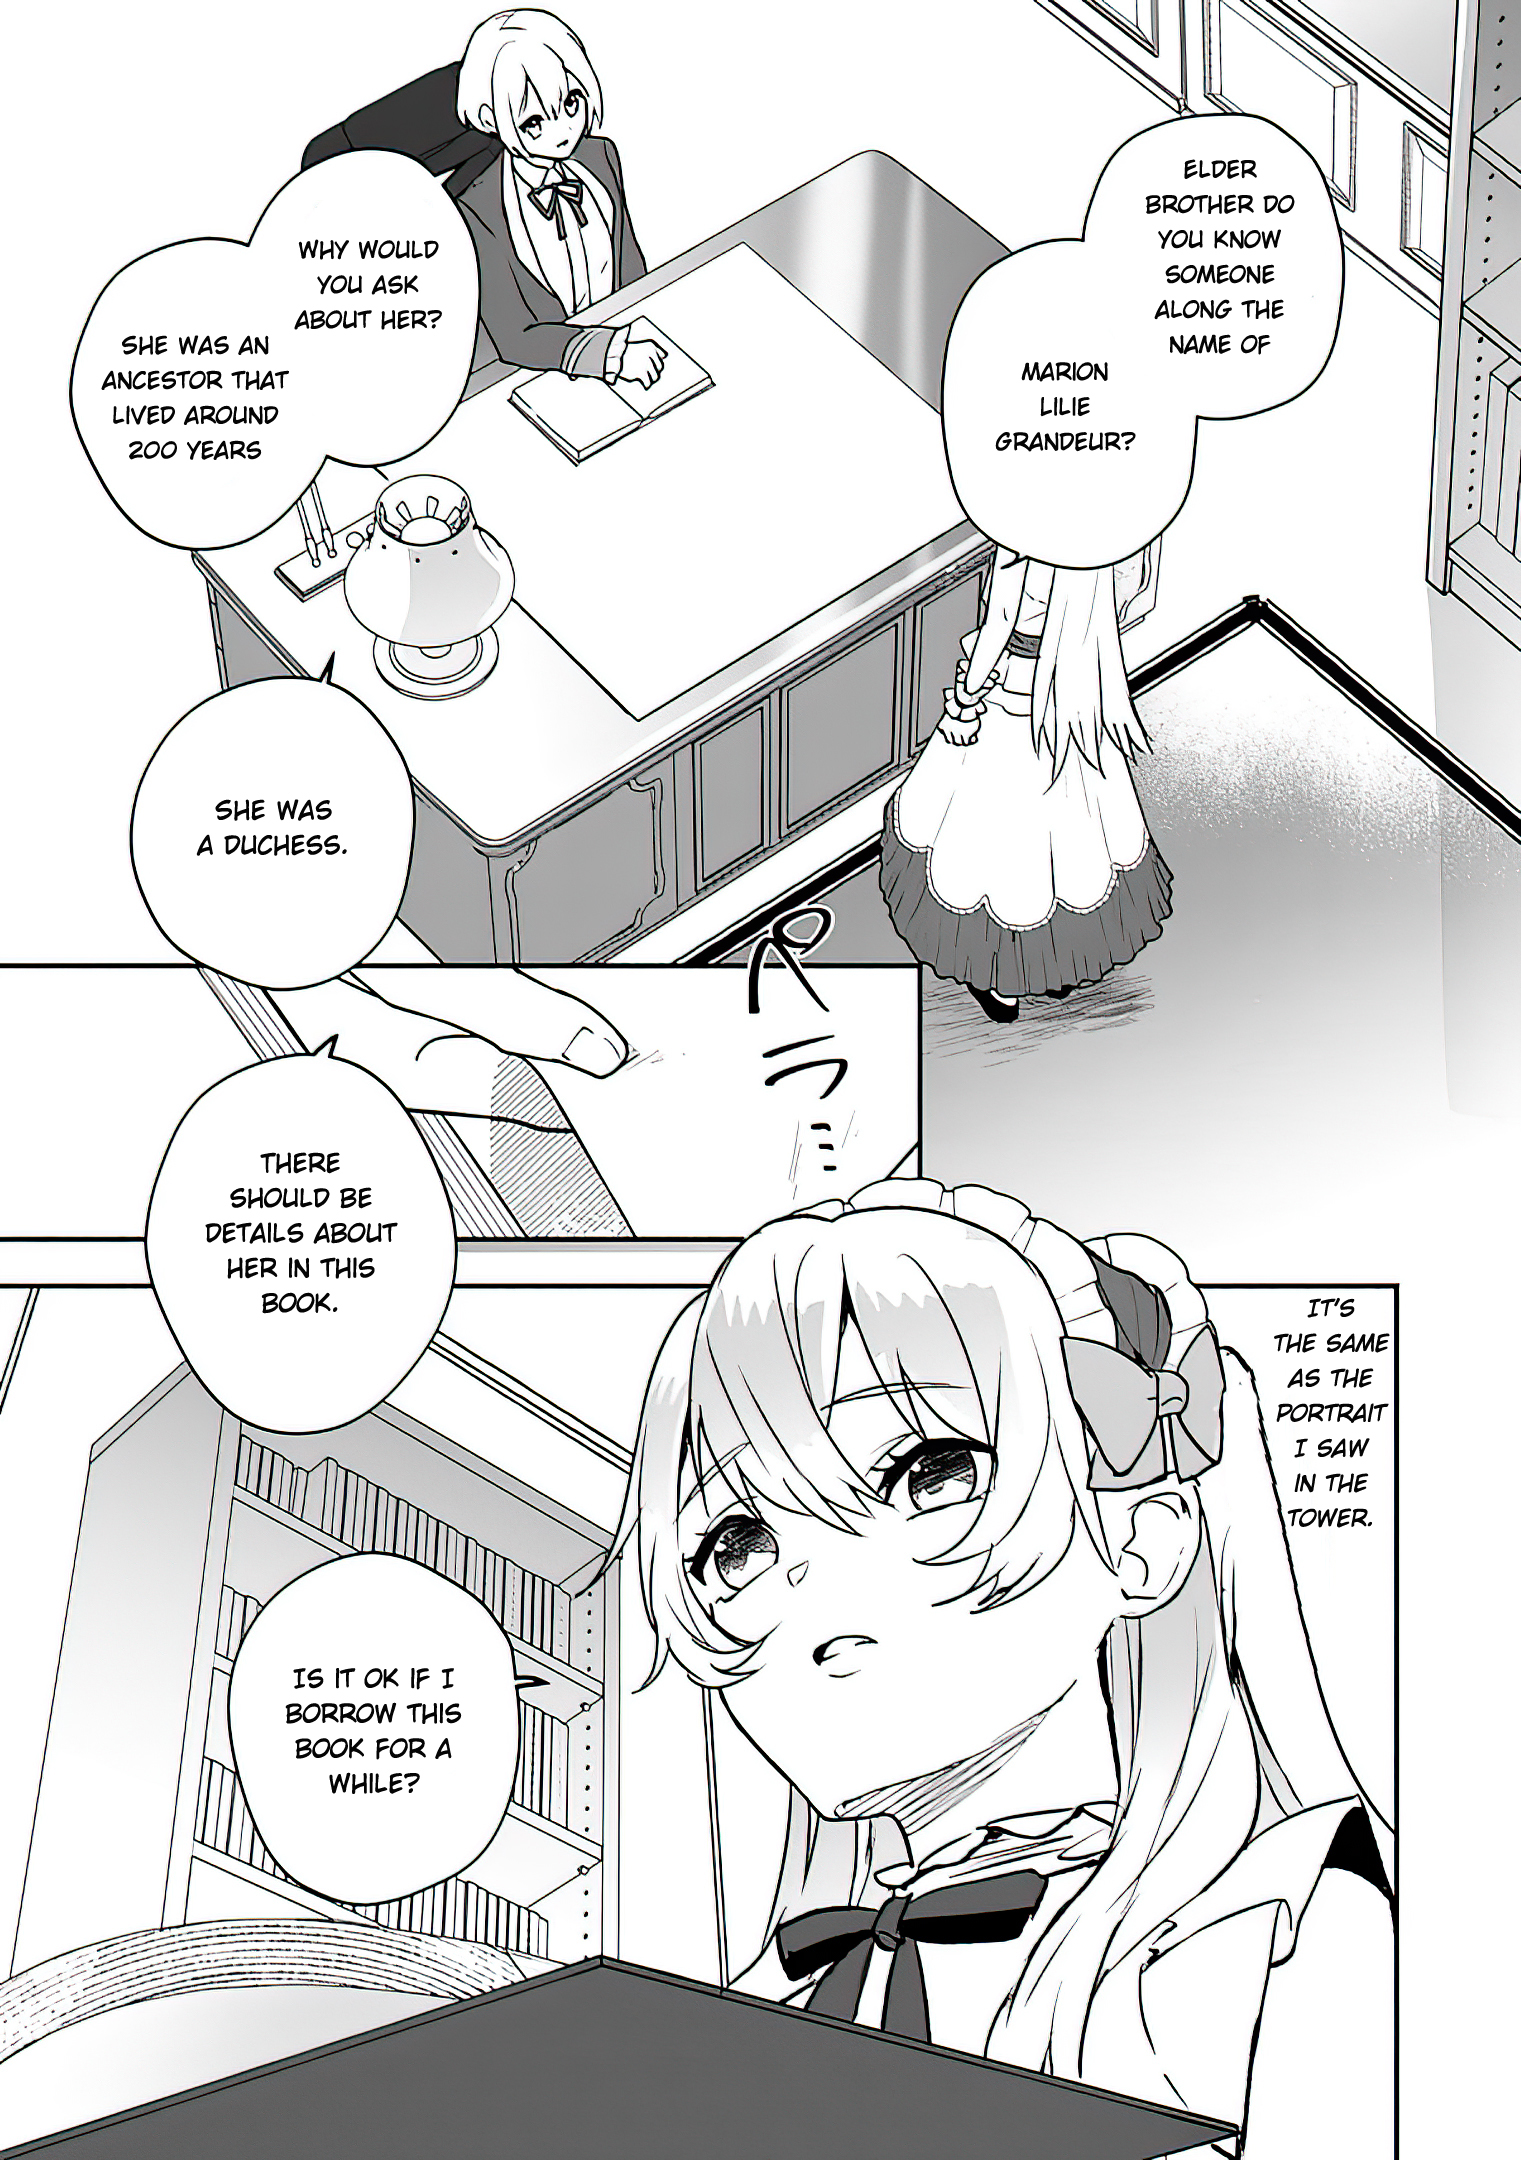 ELDER
BROTHER DO
YOU KNOW
SOMEONE
ALONG THE
NAME OF
MARION
LILIE
GRANDEUR?
WHY WOULD
YOU ASK
ABOUT HER?
SHE WAS AN
ANCESTOR THAT
LIVED AROUND
200 YEARS
SHE WAS
A DUCHESS.
ペラ…
THERE
SHOULD BE
DETAILS ABOUT
HER IN THIS
BOOK.
IT'S
THE SAME
AS THE
PORTRAIT
I SAW
IN THE
TOWER.
IS IT OK IF I
BORROW THIS
BOOK FOR A
WHILE?